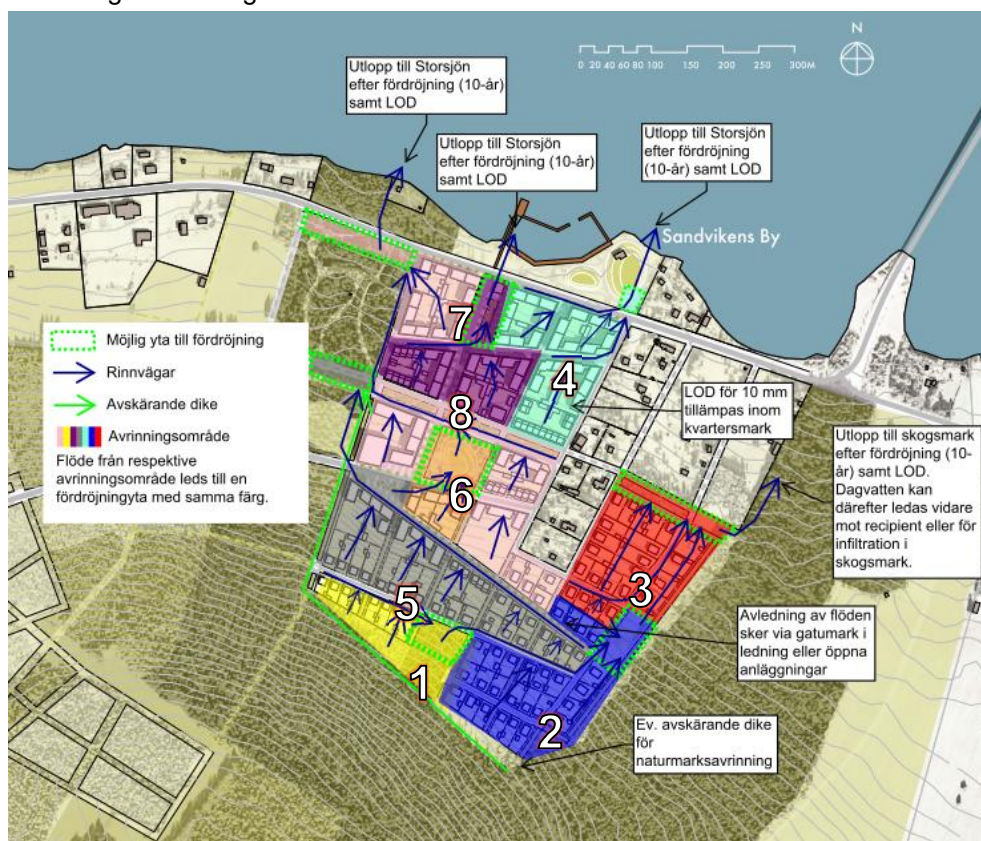 Utlopp till Storsjön
efter fördröjning (10-år)
samt LOD
Utlopp till Storsjön
efter fördröjning (10-år)
samt LOD
Utlopp till Storsjön
efter fördröjning
(10-år) samt LOD
N
0 20 40 60 80 100 150 200 250 300M
Sandvikens By
Möjlig yta till fördröjning
Rinnvägar
Avskärande dike
Avrinningsområde
Flöde från respektive
avrinningsområde leds till en
fördröjningyta med samma färg.
7
4
8
6
5
3
1
2
LOD för 10 mm
tillämpas inom
kvartersmark
Utlopp till skogsmark
efter fördröjning (10-
år) samt LOD.
Dagvatten kan
därefter ledas vidare
mot recipient eller för
infiltration i
skogsmark.
Avledning av flöden
sker via gatumark i
ledning eller öppna
anläggningar
Ev. avskärande dike
för
naturmarksavrinning